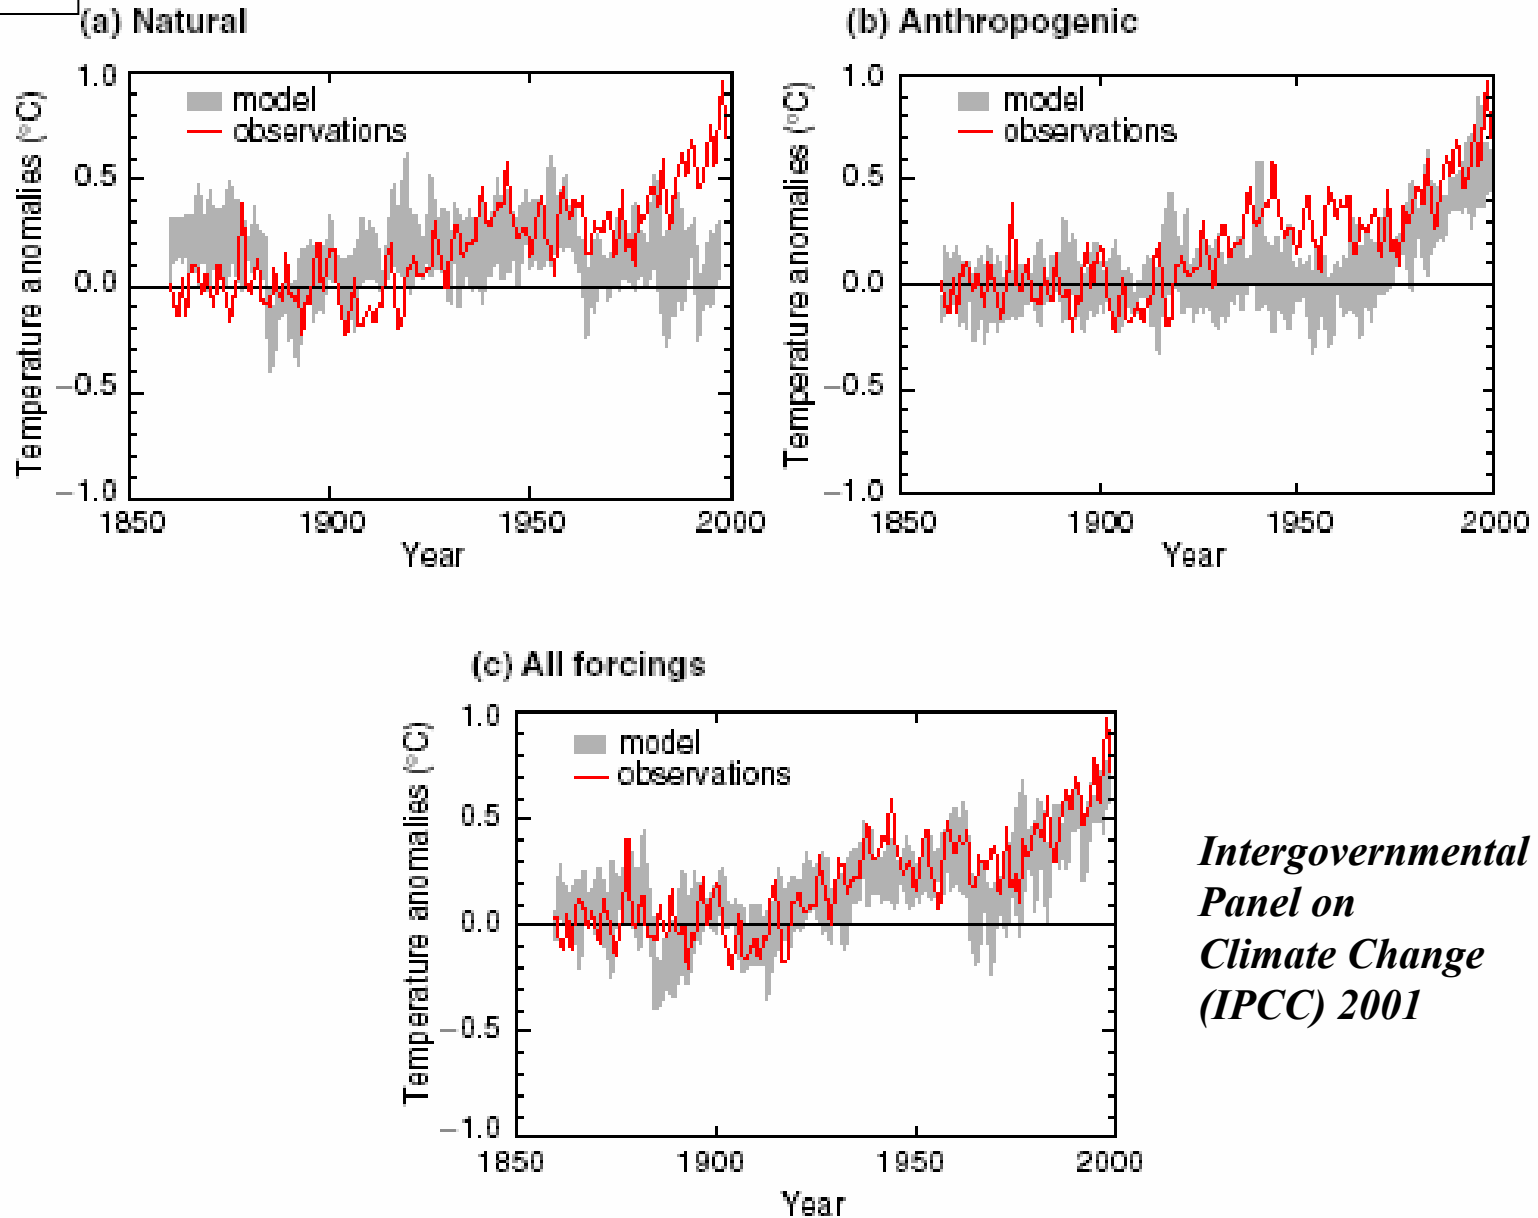 (a) Natural
1.0
0.5
0.0
−0.5
−1.0
Temperature anomalies (°C)
model
observations
1850 1900 1950 2000
Year
(b) Anthropogenic
1.0
0.5
0.0
−0.5
−1.0
Temperature anomalies (°C)
model
observations
1850 1900 1950 2000
Year
(c) All forcings
1.0
0.5
0.0
−0.5
−1.0
Temperature anomalies (°C)
model
observations
1850 1900 1950 2000
Year
Intergovernmental
Panel on
Climate Change
(IPCC) 2001